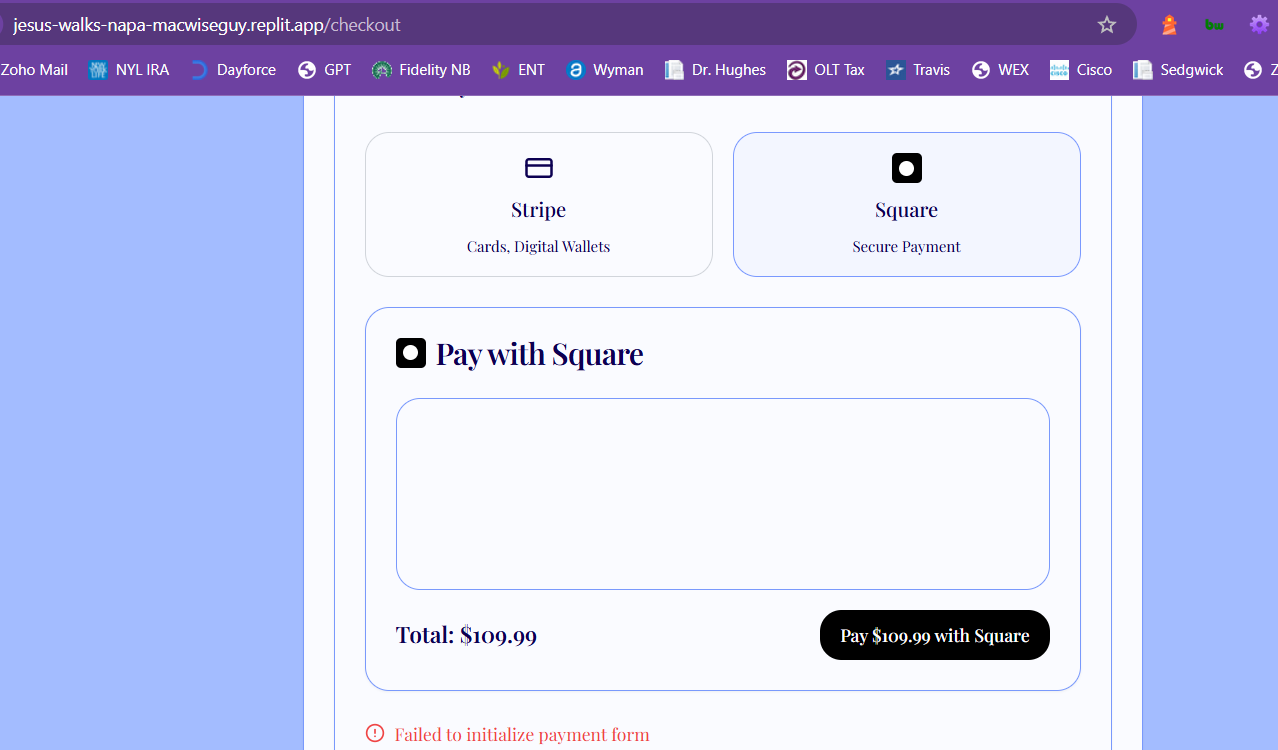 jesus-walks-napa-macwiseguy.replit.app/checkout
Zoho Mail NYL IRA Dayforce GPT Fidelity NB ENT Wyman Dr. Hughes OLT Tax Travis WEX Cisco Sedgwick Z
Stripe
Cards, Digital Wallets
Square
Secure Payment
Pay with Square
Total: $109.99
Pay $109.99 with Square
Failed to initialize payment form